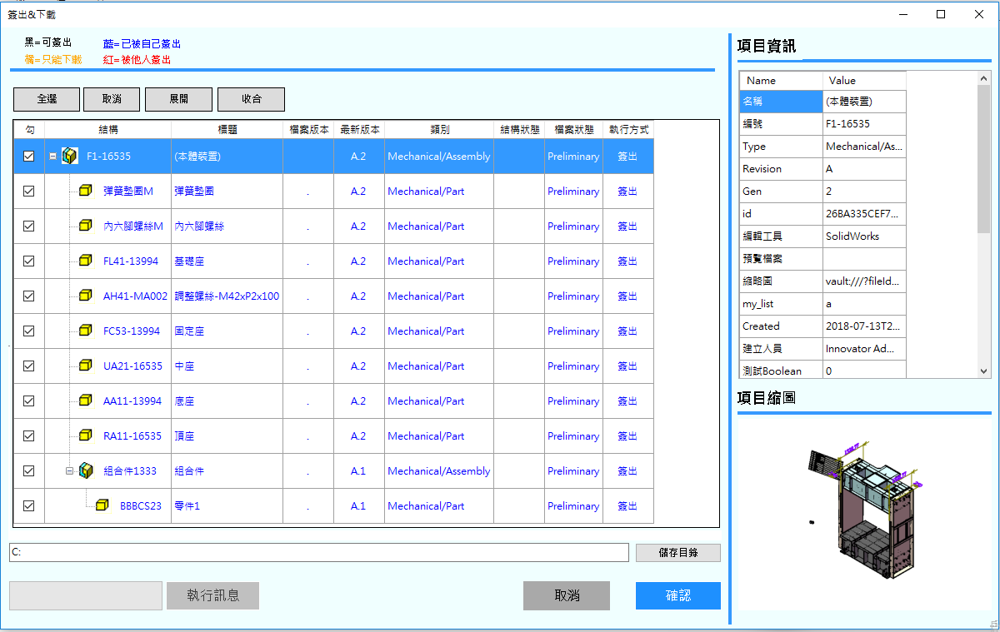 簽出&下載
黑=可簽出 藍=已被自己簽出
橘=只能下載 紅=被他人簽出
全選 取消 展開 收合
勾 結構 標題 檔案版本 最新版本 類別 結構狀態 檔案狀態 執行方式
F1-16535 (本體裝置) A.2 Mechanical/Assembly Preliminary 簽出
彈簧墊圈M 彈簧墊圈 . A.2 Mechanical/Part Preliminary 簽出
內六腳螺絲M 內六腳螺絲 . A.2 Mechanical/Part Preliminary 簽出
FL41-13994 基礎座 . A.2 Mechanical/Part Preliminary 簽出
AH41-MA002 調整螺絲-M42xP2x100 . A.2 Mechanical/Part Preliminary 簽出
FC53-13994 固定座 . A.2 Mechanical/Part Preliminary 簽出
UA21-16535 中座 . A.2 Mechanical/Part Preliminary 簽出
AA11-13994 底座 . A.2 Mechanical/Part Preliminary 簽出
RA11-16535 頂座 . A.2 Mechanical/Part Preliminary 簽出
組合件1333 組合件 . A.1 Mechanical/Assembly Preliminary 簽出
BBBCS23 零件1 . A.1 Mechanical/Part Preliminary 簽出
C: 儲存目錄
執行訊息 取消 確認
項目資訊
Name Value
名稱 (本體裝置)
編號 F1-16535
Type Mechanical/As...
Revision A
Gen 2
id 26BA335CEF7...
編輯工具 SolidWorks
預覽檔案
縮略圖 vault:///?fileId...
my_list a
Created 2018-07-13T2...
建立人員 Innovator Ad...
測試Boolean 0
項目縮圖